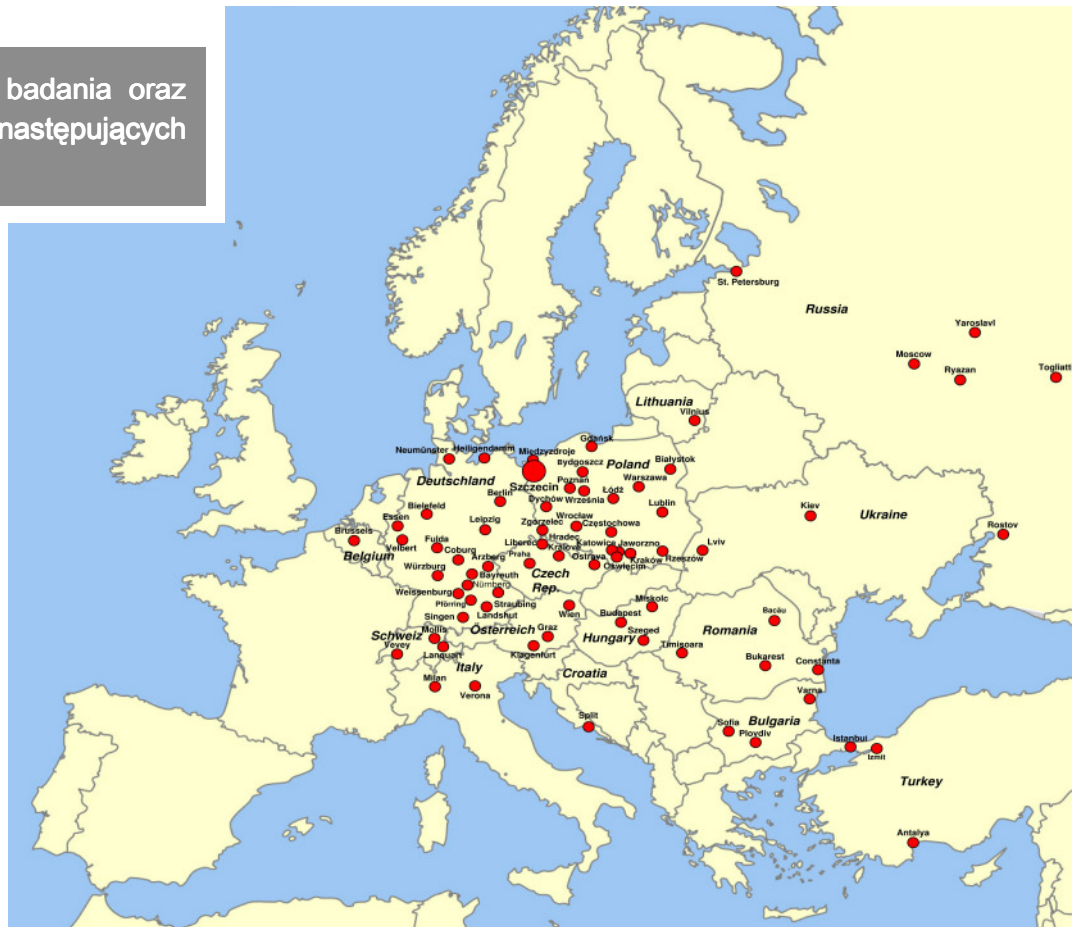 badania oraz
następujących
St. Petersburg
Russia
Yaroslavl
Moscow
Ryazan
Togliatti
Lithuania
Vilnius
Gdańsk
Neumünster
Heiligendamm
Międzyzdroje
Bydgoszcz
Poland
Białystok
Deutschland
Szczecin
Poznań
Warszawa
Berlin
Dychów
Września
Łódź
Lublin
Bielefeld
Essen
Leipzig
Zgorzelec
Wrocław
Częstochowa
Kiev
Ukraine
Rostov
Brussels
Belgium
Velbert
Fulda
Coburg
Arzberg
Liberec
Praha
Hradec
Králové
Katowice
Jaworzno
Kraków
Rzeszów
Lviv
Ostrava
Oświęcim
Würzburg
Bayreuth
Nürnberg
Czech
Rep.
Weissenburg
Pförring
Straubing
Landshut
Singen
Wien
Miskolc
Budapest
Bacău
Schweiz
Mollis
Österreich
Graz
Hungary
Szeged
Romania
Vevey
Lanquart
Klagenfurt
Timisoara
Italy
Croatia
Bukarest
Constanta
Milan
Verona
Varna
Split
Sofia
Bulgaria
Plovdiv
Istanbul
Izmit
Turkey
Antalya